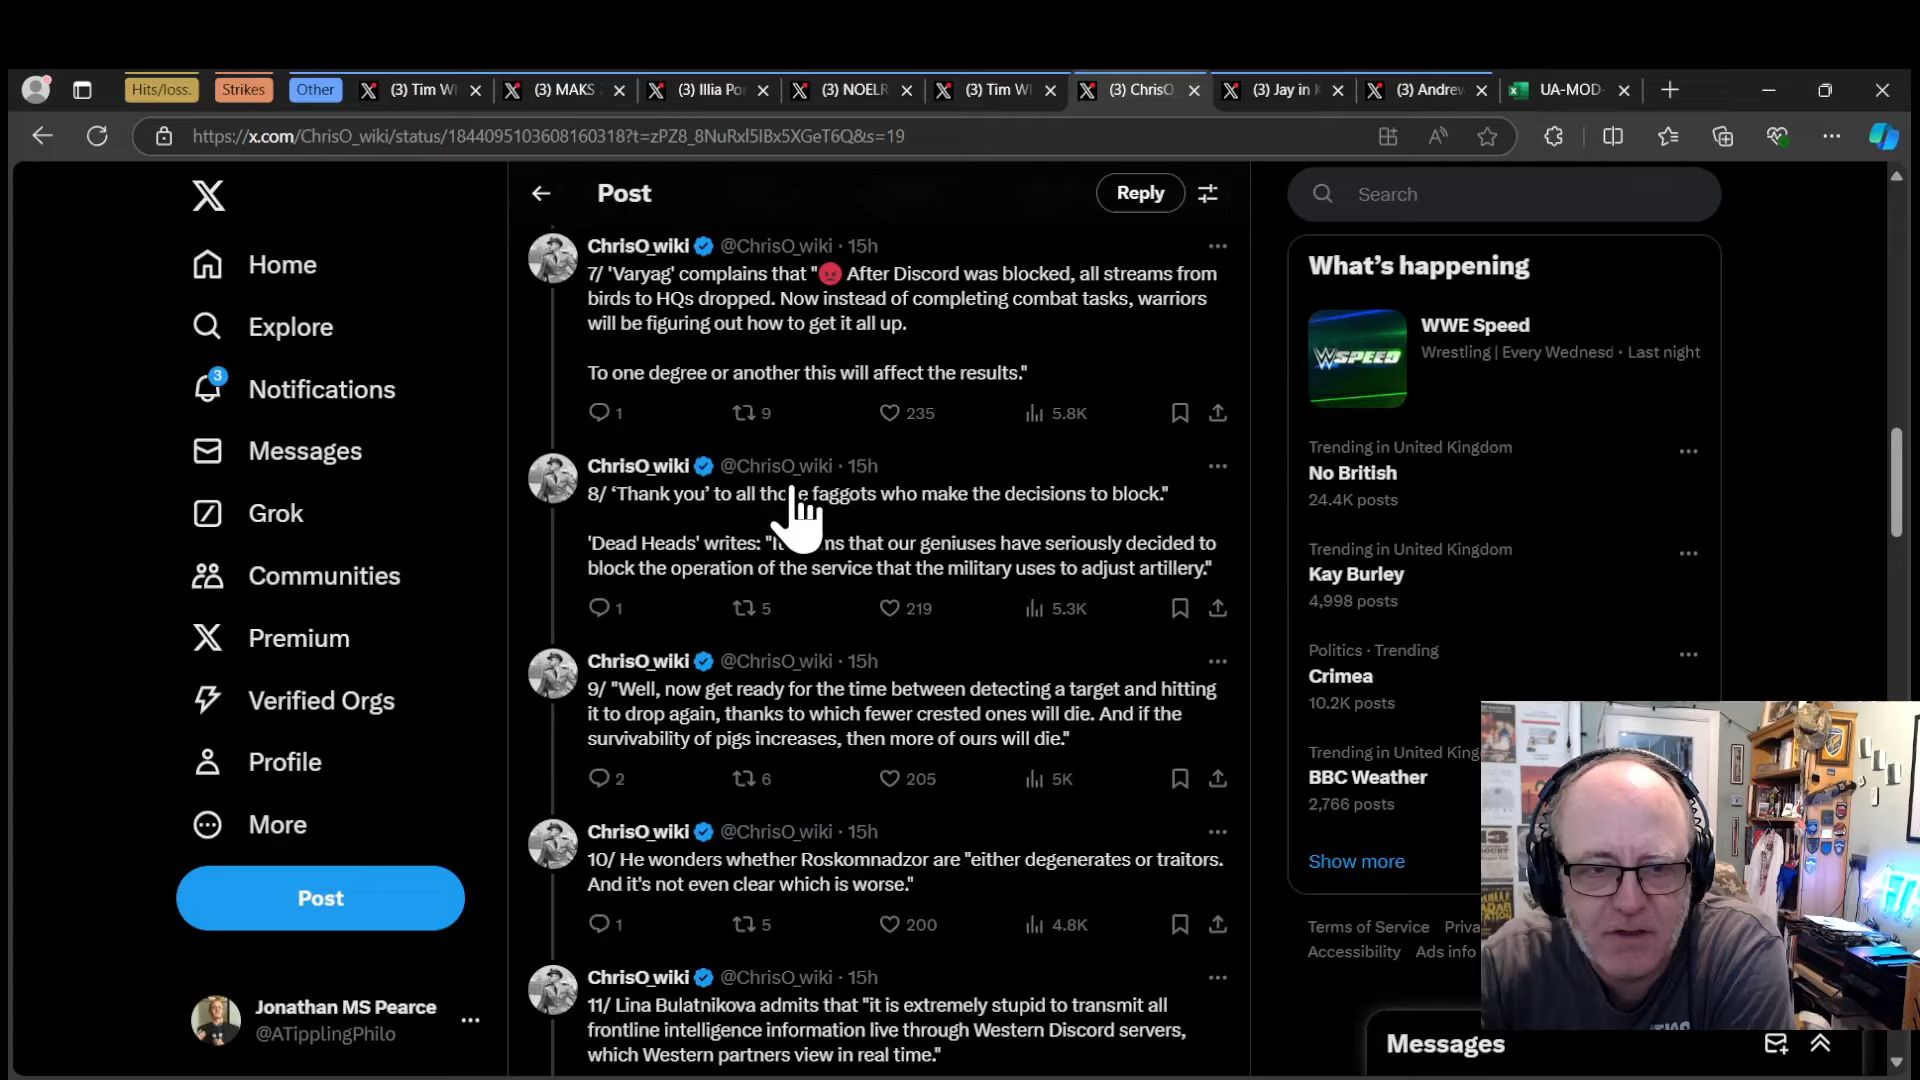 Hits/loss.
Strikes
Other
(3) Tim W
(3) MAKS
(3) Illia Po
(3) NOELR
(3) Tim W
(3) ChrisO_
(3) Jay in K
(3) Andrew
UA-MOD-
https://x.com/ChrisO_wiki/status/1844095103608160318?t=zPZ8_8NuRxl5IBx5XGeT6Q&s=19
Home
Explore
3
Notifications
Messages
Grok
Communities
Premium
Verified Orgs
Profile
More
Post
Jonathan MS Pearce
@ATipplingPhilo
Post
Reply
ChrisO_wiki @ChrisO_wiki · 15h
7/ 'Varyag' complains that "😡 After Discord was blocked, all streams from
birds to HQs dropped. Now instead of completing combat tasks, warriors
will be figuring out how to get it all up.
To one degree or another this will affect the results."
1 9 235 5.8K
ChrisO_wiki @ChrisO_wiki · 15h
8/ ‘Thank you’ to all tho e faggots who make the decisions to block."
'Dead Heads' writes: "It ms that our geniuses have seriously decided to
block the operation of the service that the military uses to adjust artillery."
1 5 219 5.3K
ChrisO_wiki @ChrisO_wiki · 15h
9/ "Well, now get ready for the time between detecting a target and hitting
it to drop again, thanks to which fewer crested ones will die. And if the
survivability of pigs increases, then more of ours will die."
2 6 205 5K
ChrisO_wiki @ChrisO_wiki · 15h
10/ He wonders whether Roskomnadzor are "either degenerates or traitors.
And it's not even clear which is worse."
1 5 200 4.8K
ChrisO_wiki @ChrisO_wiki · 15h
11/ Lina Bulatnikova admits that "it is extremely stupid to transmit all
frontline intelligence information live through Western Discord servers,
which Western partners view in real time."
Search
What’s happening
WWE Speed
Wrestling | Every Wednesd · Last night
SPEED
Trending in United Kingdom
No British
24.4K posts
Trending in United Kingdom
Kay Burley
4,998 posts
Politics · Trending
Crimea
10.2K posts
Trending in United King
BBC Weather
2,766 posts
Show more
Terms of Service Priva
Accessibility Ads info
Messages